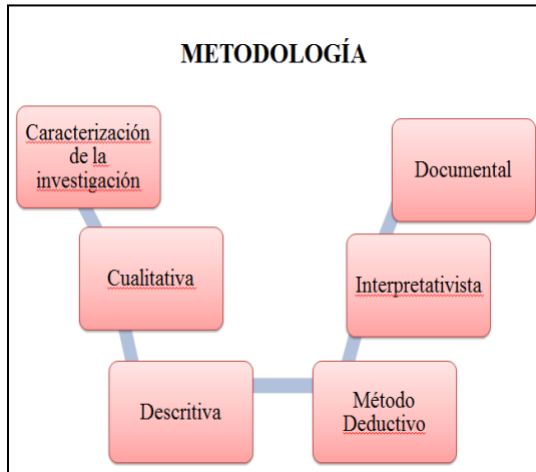 METODOLOGÍA
Caracterización
de la
investigación
Cualitativa
Descritiva
Método
Deductivo
Interpretativista
Documental